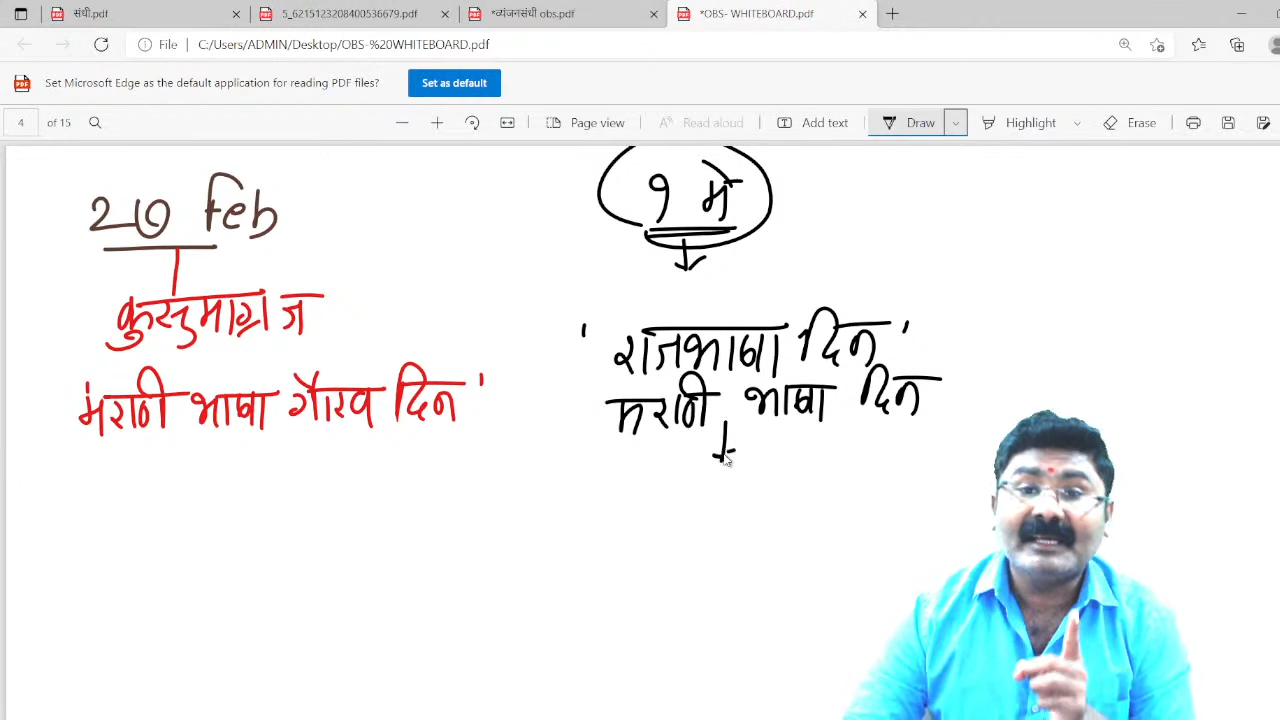 संधी.pdf
5_6215123208400536679.pdf
*व्यंजनसंधी obs.pdf
*OBS- WHITEBOARD.pdf
File C:/Users/ADMIN/Desktop/OBS-%20WHITEBOARD.pdf
Set Microsoft Edge as the default application for reading PDF files? Set as default
4 of 15 Page view Read aloud Add text Draw Highlight Erase
२७ Feb
कुसुमाग्रज
'मराठी भाषा गौरव दिन'
१ मे
'राजभाषा दिन'
मराठी भाषा दिन